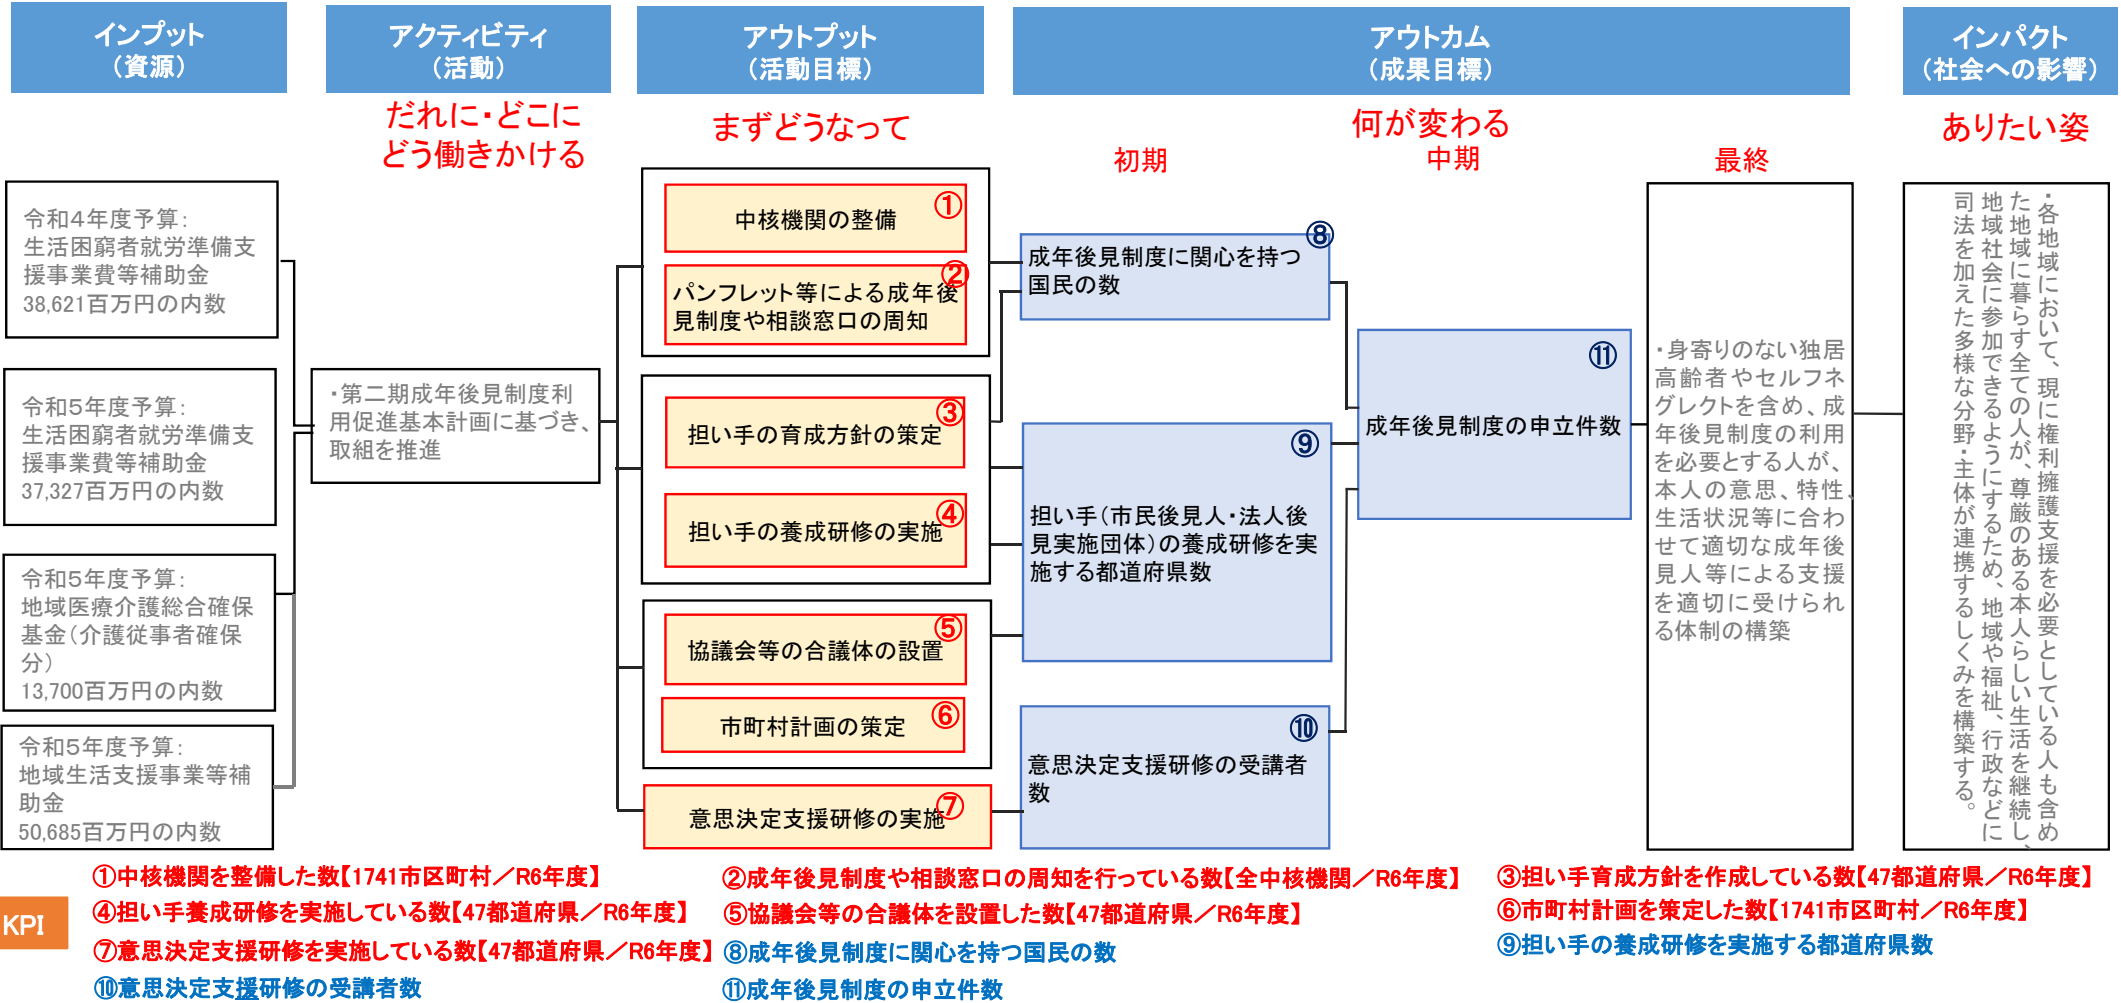 インプット
（資源）
アクティビティ
（活動）
アウトプット
（活動目標）
アウトカム
（成果目標）
インパクト
（社会への影響）
だれに・どこに
どう働きかける
まずどうなって
何が変わる
ありたい姿
初期
中期
最終
令和４年度予算：
生活困窮者就労準備支
援事業費等補助金
38,621百万円の内数
令和５年度予算：
生活困窮者就労準備支
援事業費等補助金
37,327百万円の内数
令和５年度予算：
地域医療介護総合確保
基金（介護従事者確保
分）
13,700百万円の内数
令和５年度予算：
地域生活支援事業等補
助金
50,685百万円の内数
・第二期成年後見制度利
用促進基本計画に基づき、
取組を推進
①
中核機関の整備
②
パンフレット等による成年後
見制度や相談窓口の周知
③
担い手の育成方針の策定
④
担い手の養成研修の実施
⑤
協議会等の合議体の設置
⑥
市町村計画の策定
⑦
意思決定支援研修の実施
⑧
成年後見制度に関心を持つ
国民の数
⑨
担い手（市民後見人・法人後
見実施団体）の養成研修を実
施する都道府県数
⑩
意思決定支援研修の受講者
数
⑪
成年後見制度の申立件数
・身寄りのない独居
高齢者やセルフネ
グレクトを含め、成
年後見制度の利用
を必要とする人が、
本人の意思、特性、
生活状況等に合わ
せて適切な成年後
見人等による支援
を適切に受けられ
る体制の構築
・各地域において、現に権利擁護支援を必要としている人も含め
た地域に暮らす全ての人が、尊厳のある本人らしい生活を継続し、
地域社会に参加できるようにするため、地域や福祉、行政などに
司法を加えた多様な分野・主体が連携するしくみを構築する。
KPI
①中核機関を整備した数【1741市区町村／R6年度】
②成年後見制度や相談窓口の周知を行っている数【全中核機関／R6年度】
③担い手育成方針を作成している数【47都道府県／R6年度】
④担い手養成研修を実施している数【47都道府県／R6年度】
⑤協議会等の合議体を設置した数【47都道府県／R6年度】
⑥市町村計画を策定した数【1741市区町村／R6年度】
⑦意思決定支援研修を実施している数【47都道府県／R6年度】
⑧成年後見制度に関心を持つ国民の数
⑨担い手の養成研修を実施する都道府県数
⑩意思決定支援研修の受講者数
⑪成年後見制度の申立件数